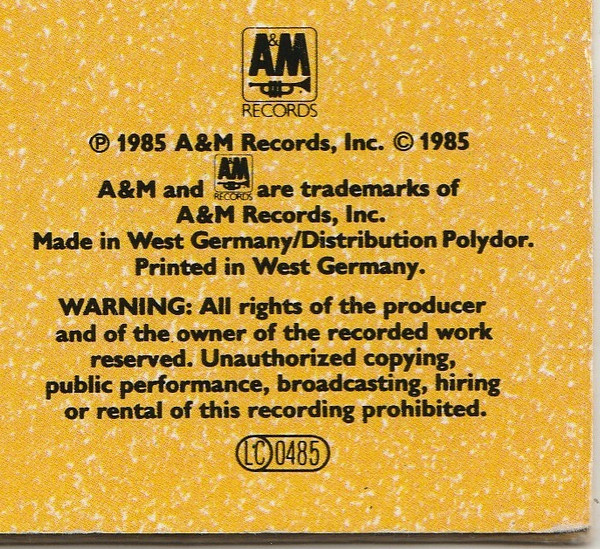 A&M
RECORDS
℗ 1985 A&M Records, Inc. © 1985
A&M and A&M RECORDS are trademarks of
A&M Records, Inc.
Made in West Germany/Distribution Polydor.
Printed in West Germany.
WARNING: All rights of the producer
and of the owner of the recorded work
reserved. Unauthorized copying,
public performance, broadcasting, hiring
or rental of this recording prohibited.
LC 0485